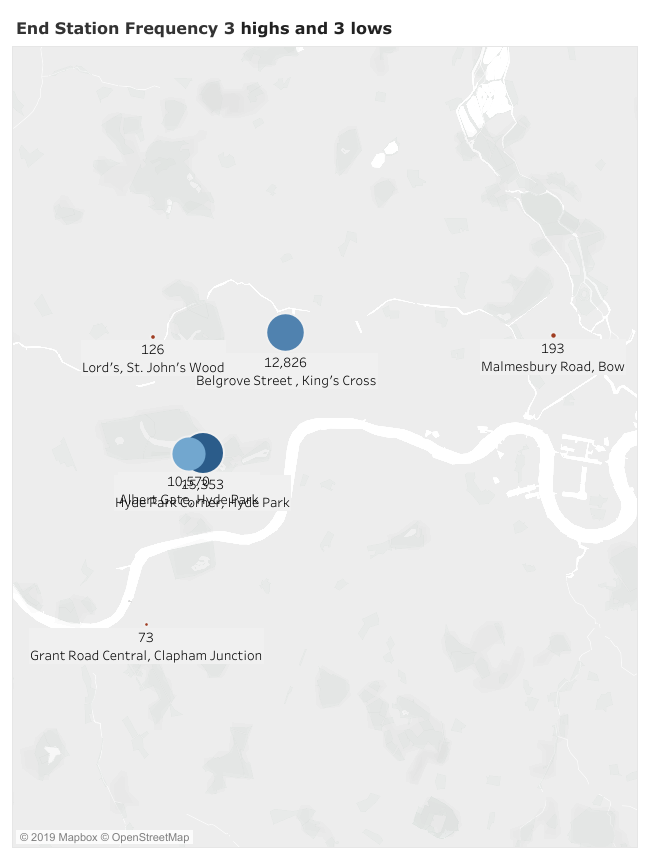 End Station Frequency 3 highs and 3 lows
126
Lord's, St. John's Wood
12,826
Belgrove Street , King's Cross
193
Malmesbury Road, Bow
10,570
15,353
Albert Gate, Hyde Park
Hyde Park Corner, Hyde Park
73
Grant Road Central, Clapham Junction
© 2019 Mapbox © OpenStreetMap